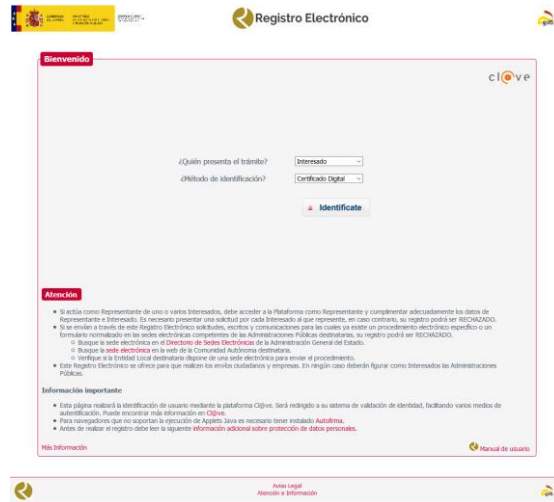 Registro Electrónico
Bienvenido
cl@ve
¿Quién presenta el trámite? Interesado
¿Método de identificación? Certificado Digital
Identifícate
Atención
Si actúa como Representante de uno o varios Interesados, debe acceder a la Plataforma como Representante y cumplimentar adecuadamente los datos de
Representante e Interesado. Es necesario presentar una solicitud por cada Interesado al que represente, en caso contrario, su registro podrá ser RECHAZADO.
Si se envían a través de este Registro Electrónico solicitudes, escritos y comunicaciones para las cuales ya existe un procedimiento electrónico específico o un
formulario normalizado en las sedes electrónicas competentes de las Administraciones Públicas destinatarias, su registro podrá ser RECHAZADO.
Busque la sede electrónica en el Directorio de Sedes Electrónicas de la Administración General del Estado.
Busque la sede electrónica en la web de la Comunidad Autónoma destinataria.
Verifique si la Entidad Local destinataria dispone de una sede electrónica para enviar el procedimiento.
Este Registro Electrónico se ofrece para que realicen los envíos ciudadanos y empresas. En ningún caso deberán figurar como Interesados las Administraciones
Públicas.
Información importante
Esta página realizará la identificación de usuario mediante la plataforma Cl@ve. Será redirigido a su sistema de validación de identidad, facilitando varios medios de
autentificación. Puede encontrar más información en Cl@ve.
Para navegadores que no soportan la ejecución de Applets Java es necesario tener instalado Autofirma.
Antes de realizar el registro debe leer la siguiente información adicional sobre protección de datos personales.
Más Información
Manual de usuario
Aviso Legal
Atención e Información